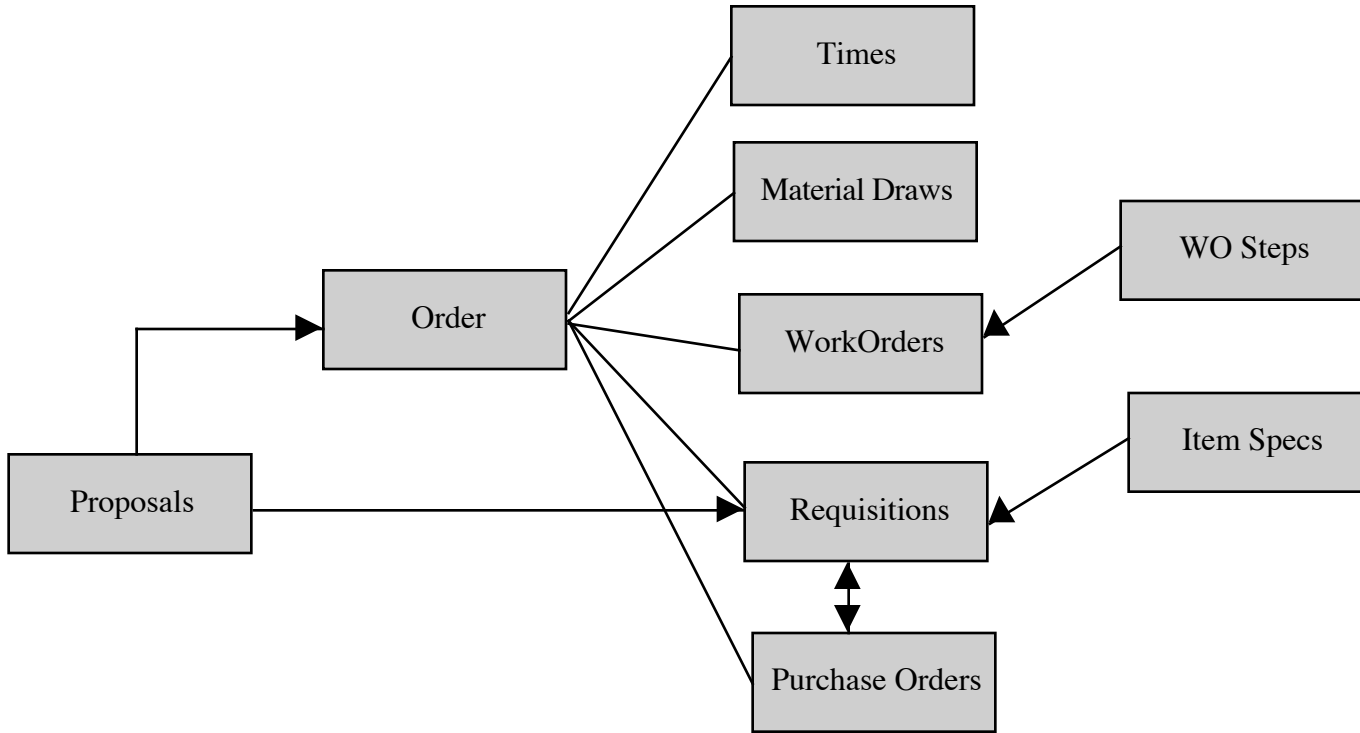 Times
Material Draws
WO Steps
Order
WorkOrders
Item Specs
Proposals
Requisitions
Purchase Orders